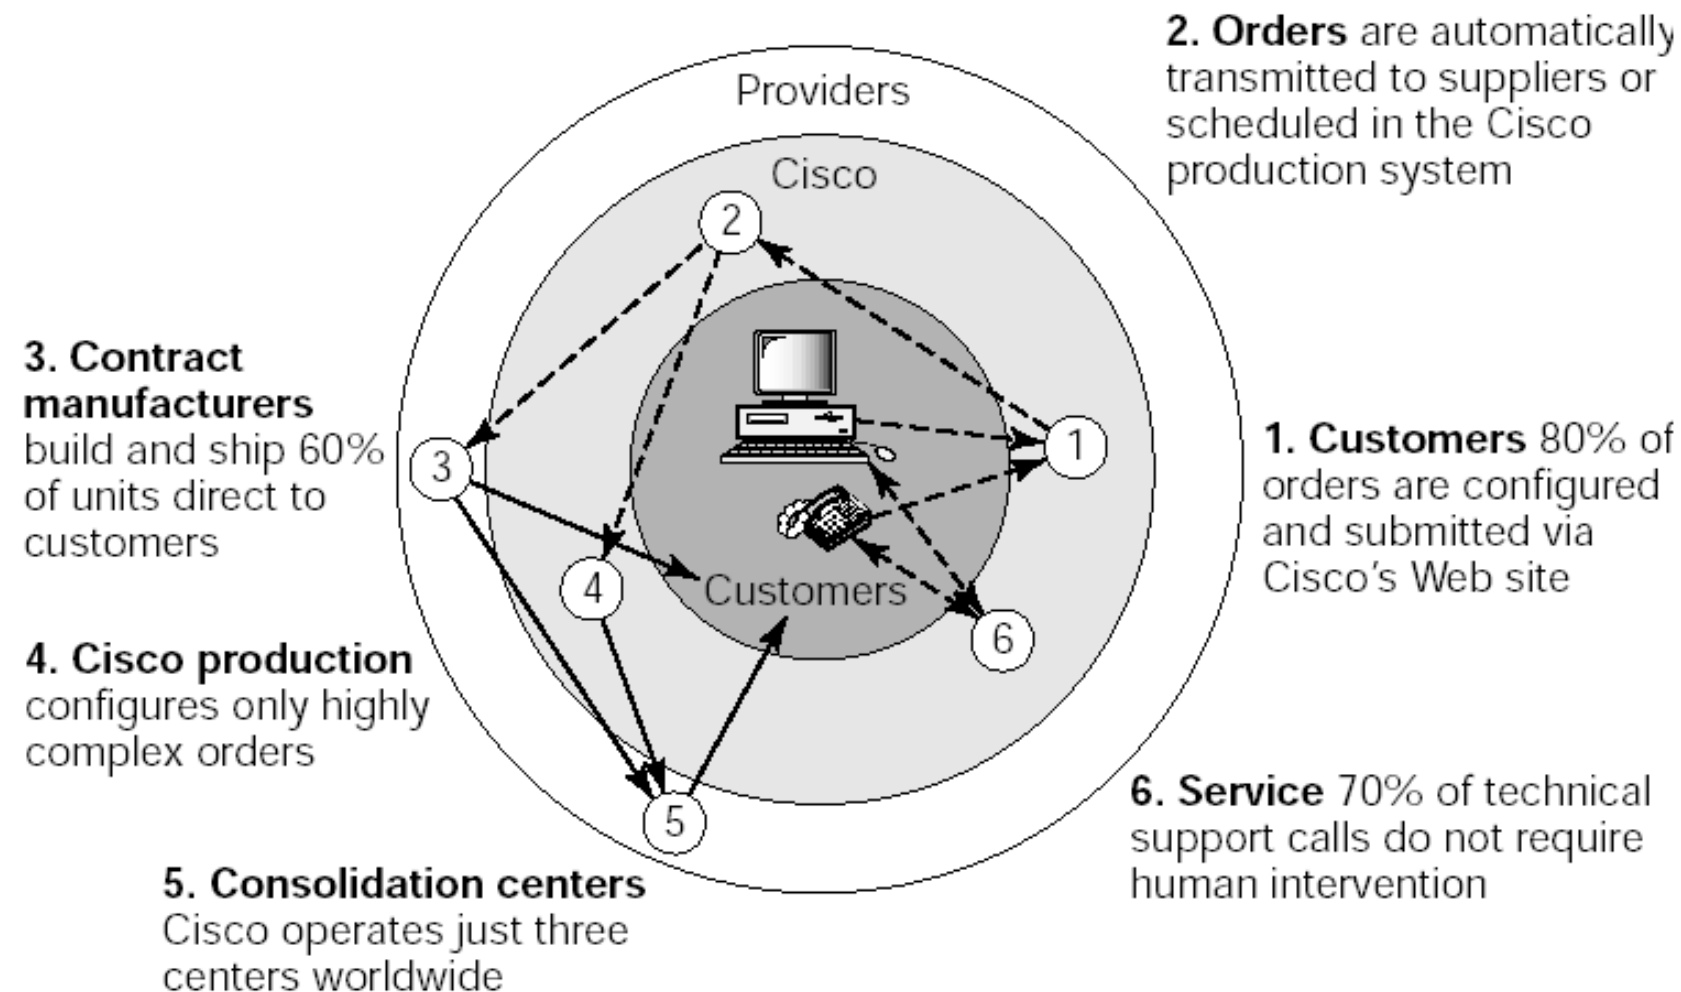 2. Orders are automatically
transmitted to suppliers or
scheduled in the Cisco
production system
Providers
Cisco
2
3. Contract
manufacturers
build and ship 60%
of units direct to
customers
3
1
1. Customers 80% of
orders are configured
and submitted via
Cisco's Web site
4
Customers
6
4. Cisco production
configures only highly
complex orders
5
6. Service 70% of technical
support calls do not require
human intervention
5. Consolidation centers
Cisco operates just three
centers worldwide